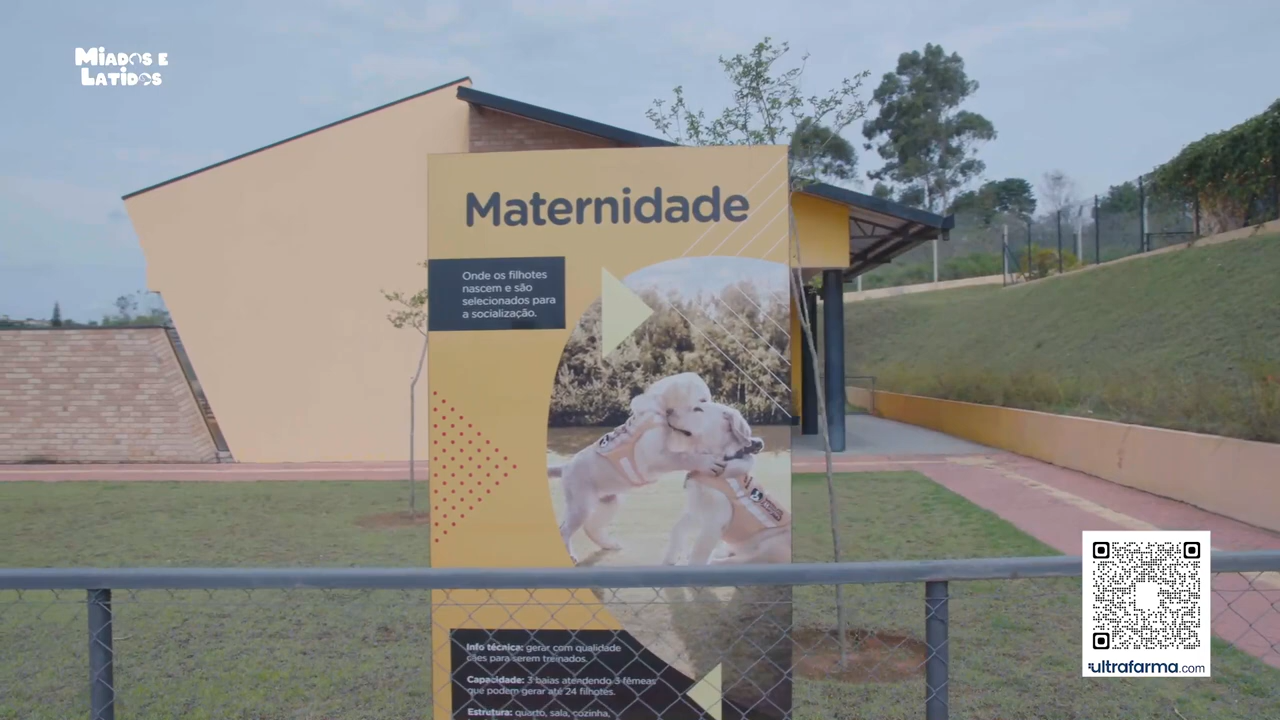 Miados e
Latidos
Maternidade
Onde os filhotes
nascem e são
selecionados para
a socialização.
Info técnica: gerar com qualidade
cães para serem treinados.
Capacidade: 3 baias atendendo 3 fêmeas
que podem gerar até 24 filhotes.
Estrutura: quarto, sala, cozinha,
ultrafarma.com